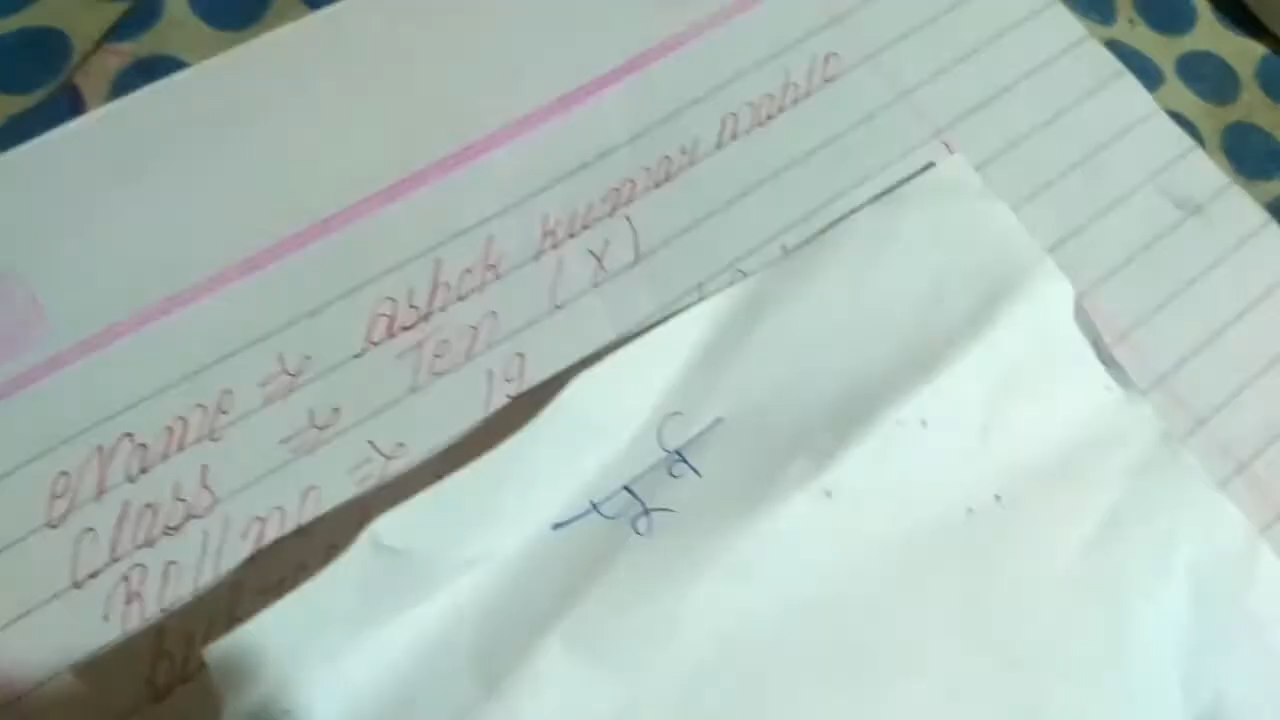 Name → ashok kumar mahto
Class → Ten (X)
Roll no → 19